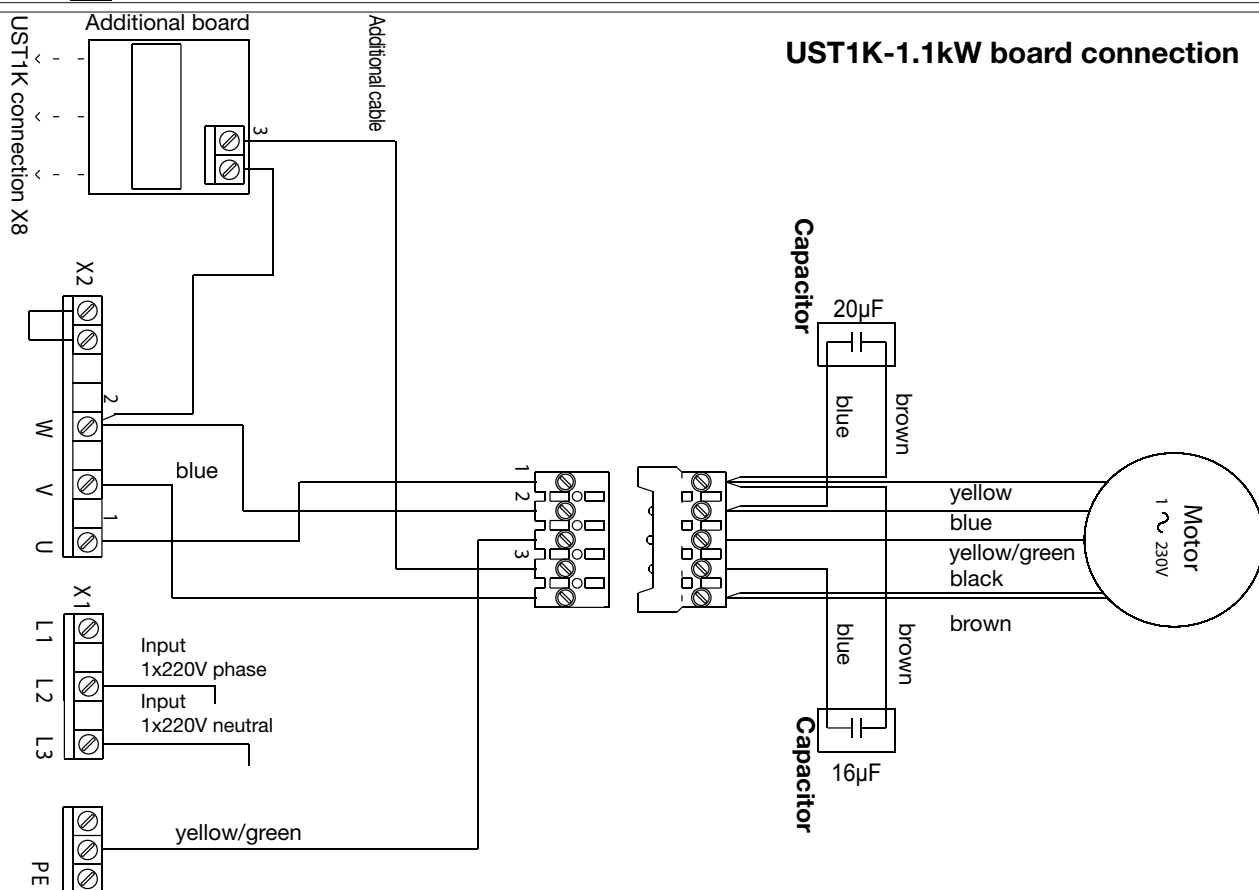 UST1K-1.1kW board connection
Additional board
UST1K connection X8
3
Additional cable
X2
2
W
V
1
U
blue
X1
L1
L2
L3
Input
1x220V phase
Input
1x220V neutral
PE
yellow/green
1
2
3
Capacitor
20µF
blue
brown
yellow
blue
yellow/green
black
brown
Motor
1 ~ 230V
blue
brown
Capacitor
16µF